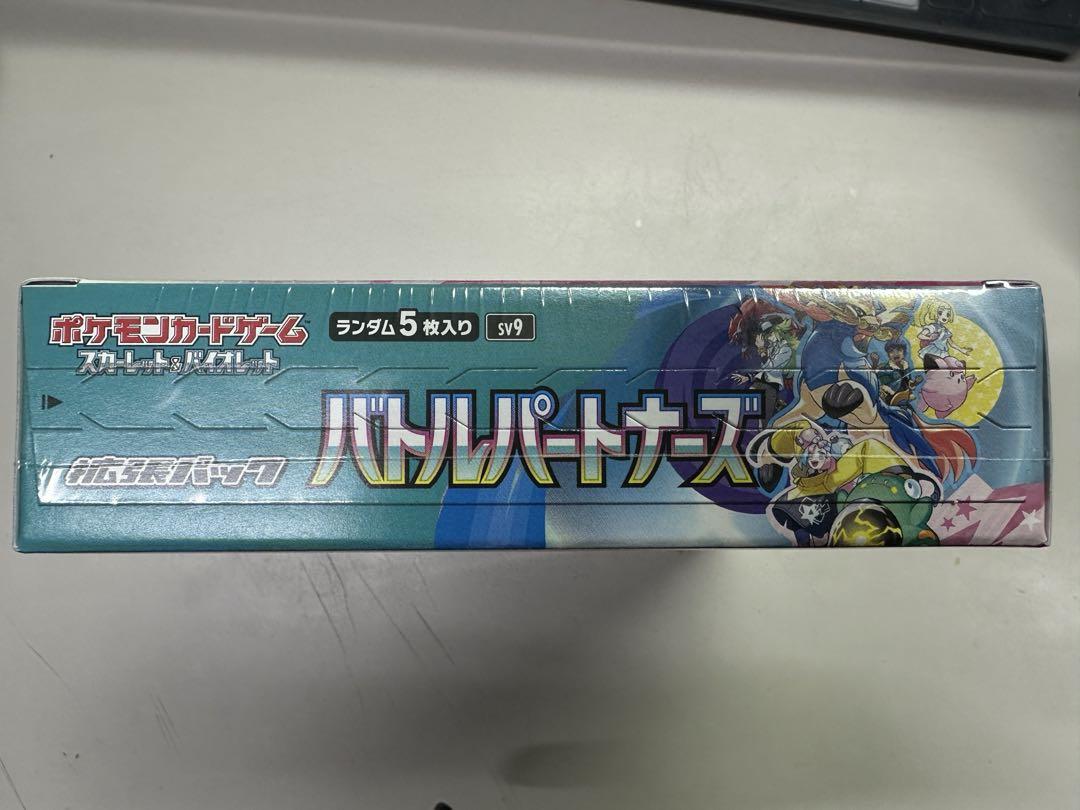 ポケモンカードゲーム
スカーレット&バイオレット
ランダム5枚入り
SV9
拡張パック
バトルパートナーズ